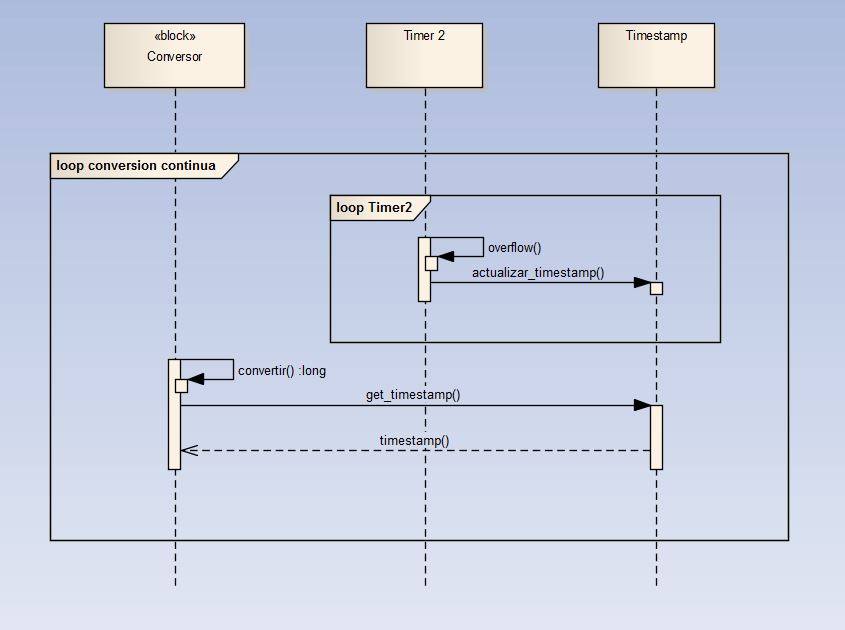 «block»
Conversor
Timer 2
Timestamp
loop conversion continua
loop Timer2
overflow()
actualizar_timestamp()
convertir() :long
get_timestamp()
timestamp()